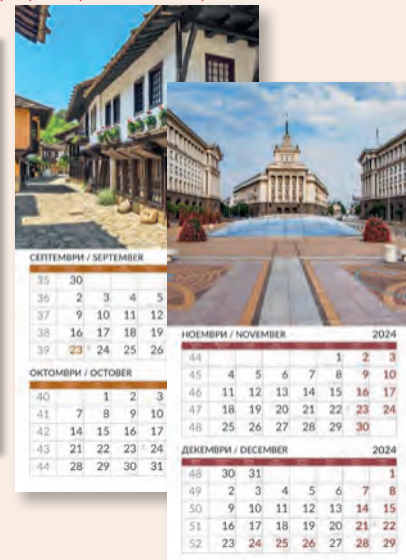 СЕПТЕМВРИ / SEPTEMBER
35 30
36 2 3 4 5
37 9 10 11 12
38 16 17 18 19
39 23 24 25 26
ОКТОМВРИ / OCTOBER
40 1 2 3
41 7 8 9 10
42 14 15 16 17
43 21 22 23 24
44 28 29 30 31
НОЕМВРИ / NOVEMBER 2024
44 1 2 3
45 4 5 6 7 8 9 10
46 11 12 13 14 15 16 17
47 18 19 20 21 22 23 24
48 25 26 27 28 29 30
ДЕКЕМВРИ / DECEMBER 2024
48 30 31 1
49 2 3 4 5 6 7 8
50 9 10 11 12 13 14 15
51 16 17 18 19 20 21 22
52 23 24 25 26 27 28 29